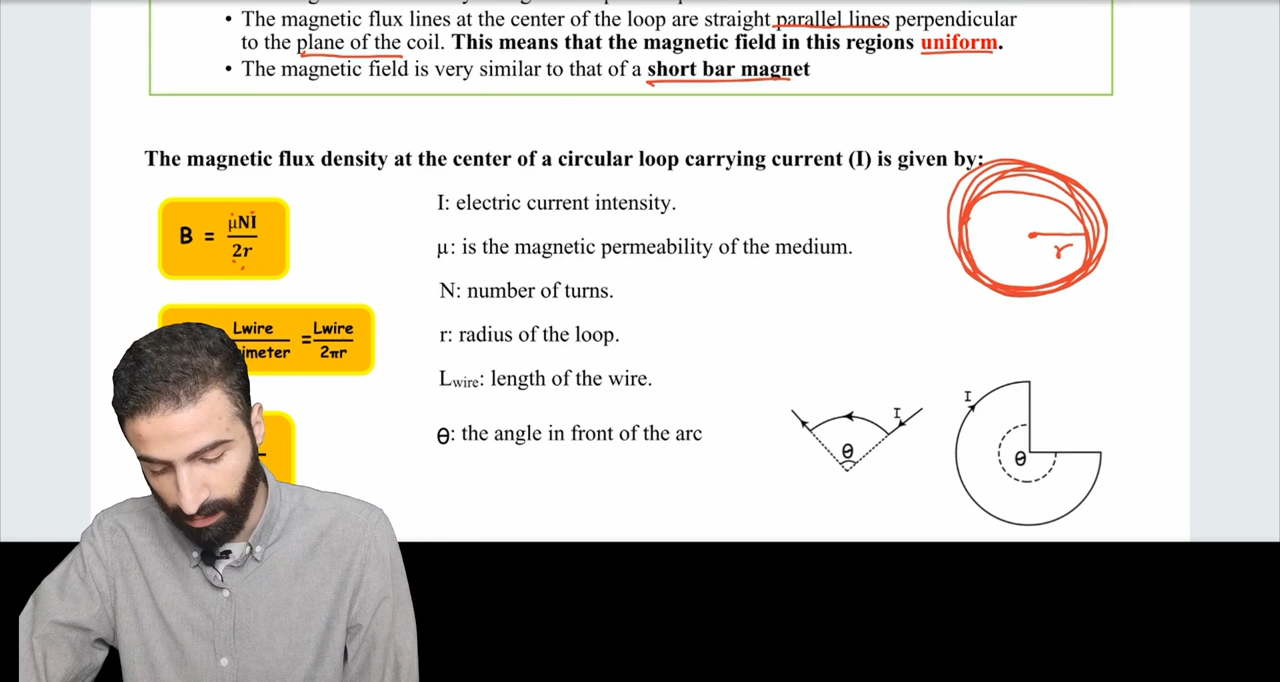 • The magnetic flux lines at the center of the loop are straight parallel lines perpendicular
to the plane of the coil. This means that the magnetic field in this regions uniform.
• The magnetic field is very similar to that of a short bar magnet
The magnetic flux density at the center of a circular loop carrying current (I) is given by:
B = μNI / 2r
I: electric current intensity.
μ: is the magnetic permeability of the medium.
N: number of turns.
r: radius of the loop.
Lwire: length of the wire.
θ: the angle in front of the arc
Lwire = Lwire
imeter 2πr
r
I
θ
I
θ